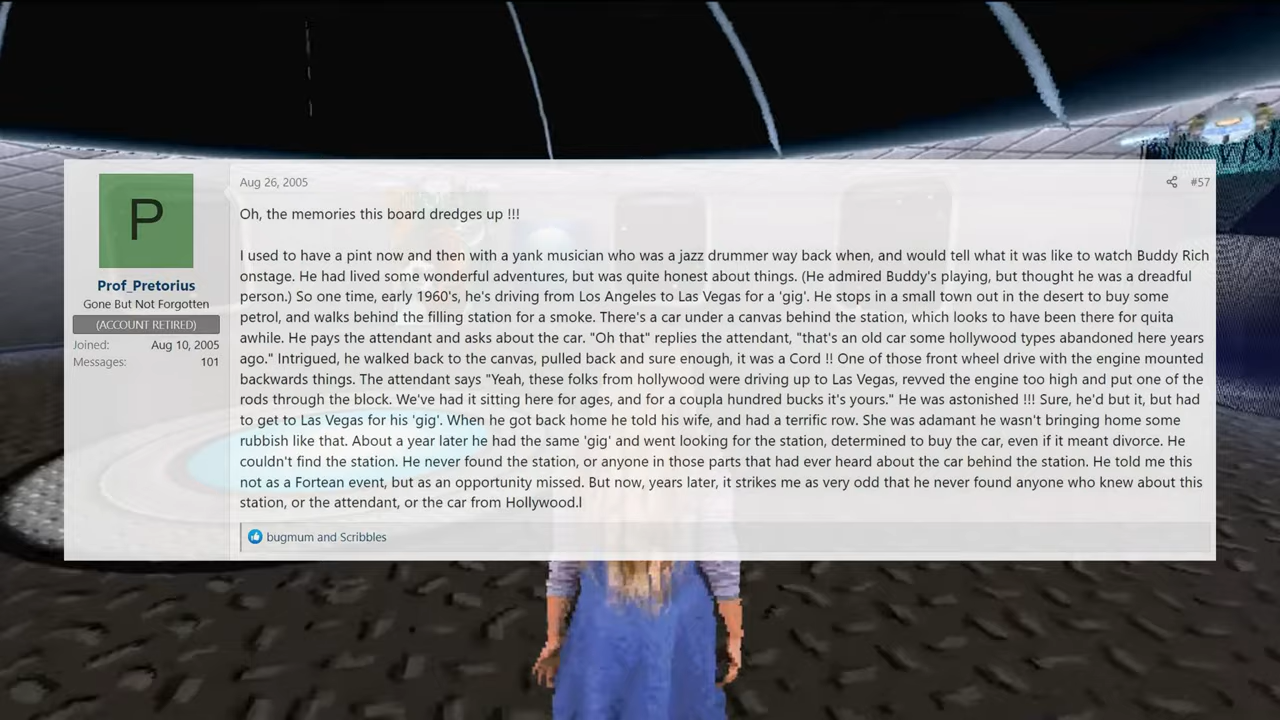 Aug 26, 2005
#57
P
Prof_Pretorius
Gone But Not Forgotten
(ACCOUNT RETIRED)
Joined: Aug 10, 2005
Messages: 101
Oh, the memories this board dredges up !!!
I used to have a pint now and then with a yank musician who was a jazz drummer way back when, and would tell what it was like to watch Buddy Rich
onstage. He had lived some wonderful adventures, but was quite honest about things. (He admired Buddy's playing, but thought he was a dreadful
person.) So one time, early 1960's, he's driving from Los Angeles to Las Vegas for a 'gig'. He stops in a small town out in the desert to buy some
petrol, and walks behind the filling station for a smoke. There's a car under a canvas behind the station, which looks to have been there for quita
awhile. He pays the attendant and asks about the car. "Oh that" replies the attendant, "that's an old car some hollywood types abandoned here years
ago." Intrigued, he walked back to the canvas, pulled back and sure enough, it was a Cord !! One of those front wheel drive with the engine mounted
backwards things. The attendant says "Yeah, these folks from hollywood were driving up to Las Vegas, revved the engine too high and put one of the
rods through the block. We've had it sitting here for ages, and for a coupla hundred bucks it's yours." He was astonished !!! Sure, he'd but it, but had
to get to Las Vegas for his 'gig'. When he got back home he told his wife, and had a terrific row. She was adamant he wasn't bringing home some
rubbish like that. About a year later he had the same 'gig' and went looking for the station, determined to buy the car, even if it meant divorce. He
couldn't find the station. He never found the station, or anyone in those parts that had ever heard about the car behind the station. He told me this
not as a Fortean event, but as an opportunity missed. But now, years later, it strikes me as very odd that he never found anyone who knew about this
station, or the attendant, or the car from Hollywood.l
bugmum and Scribbles